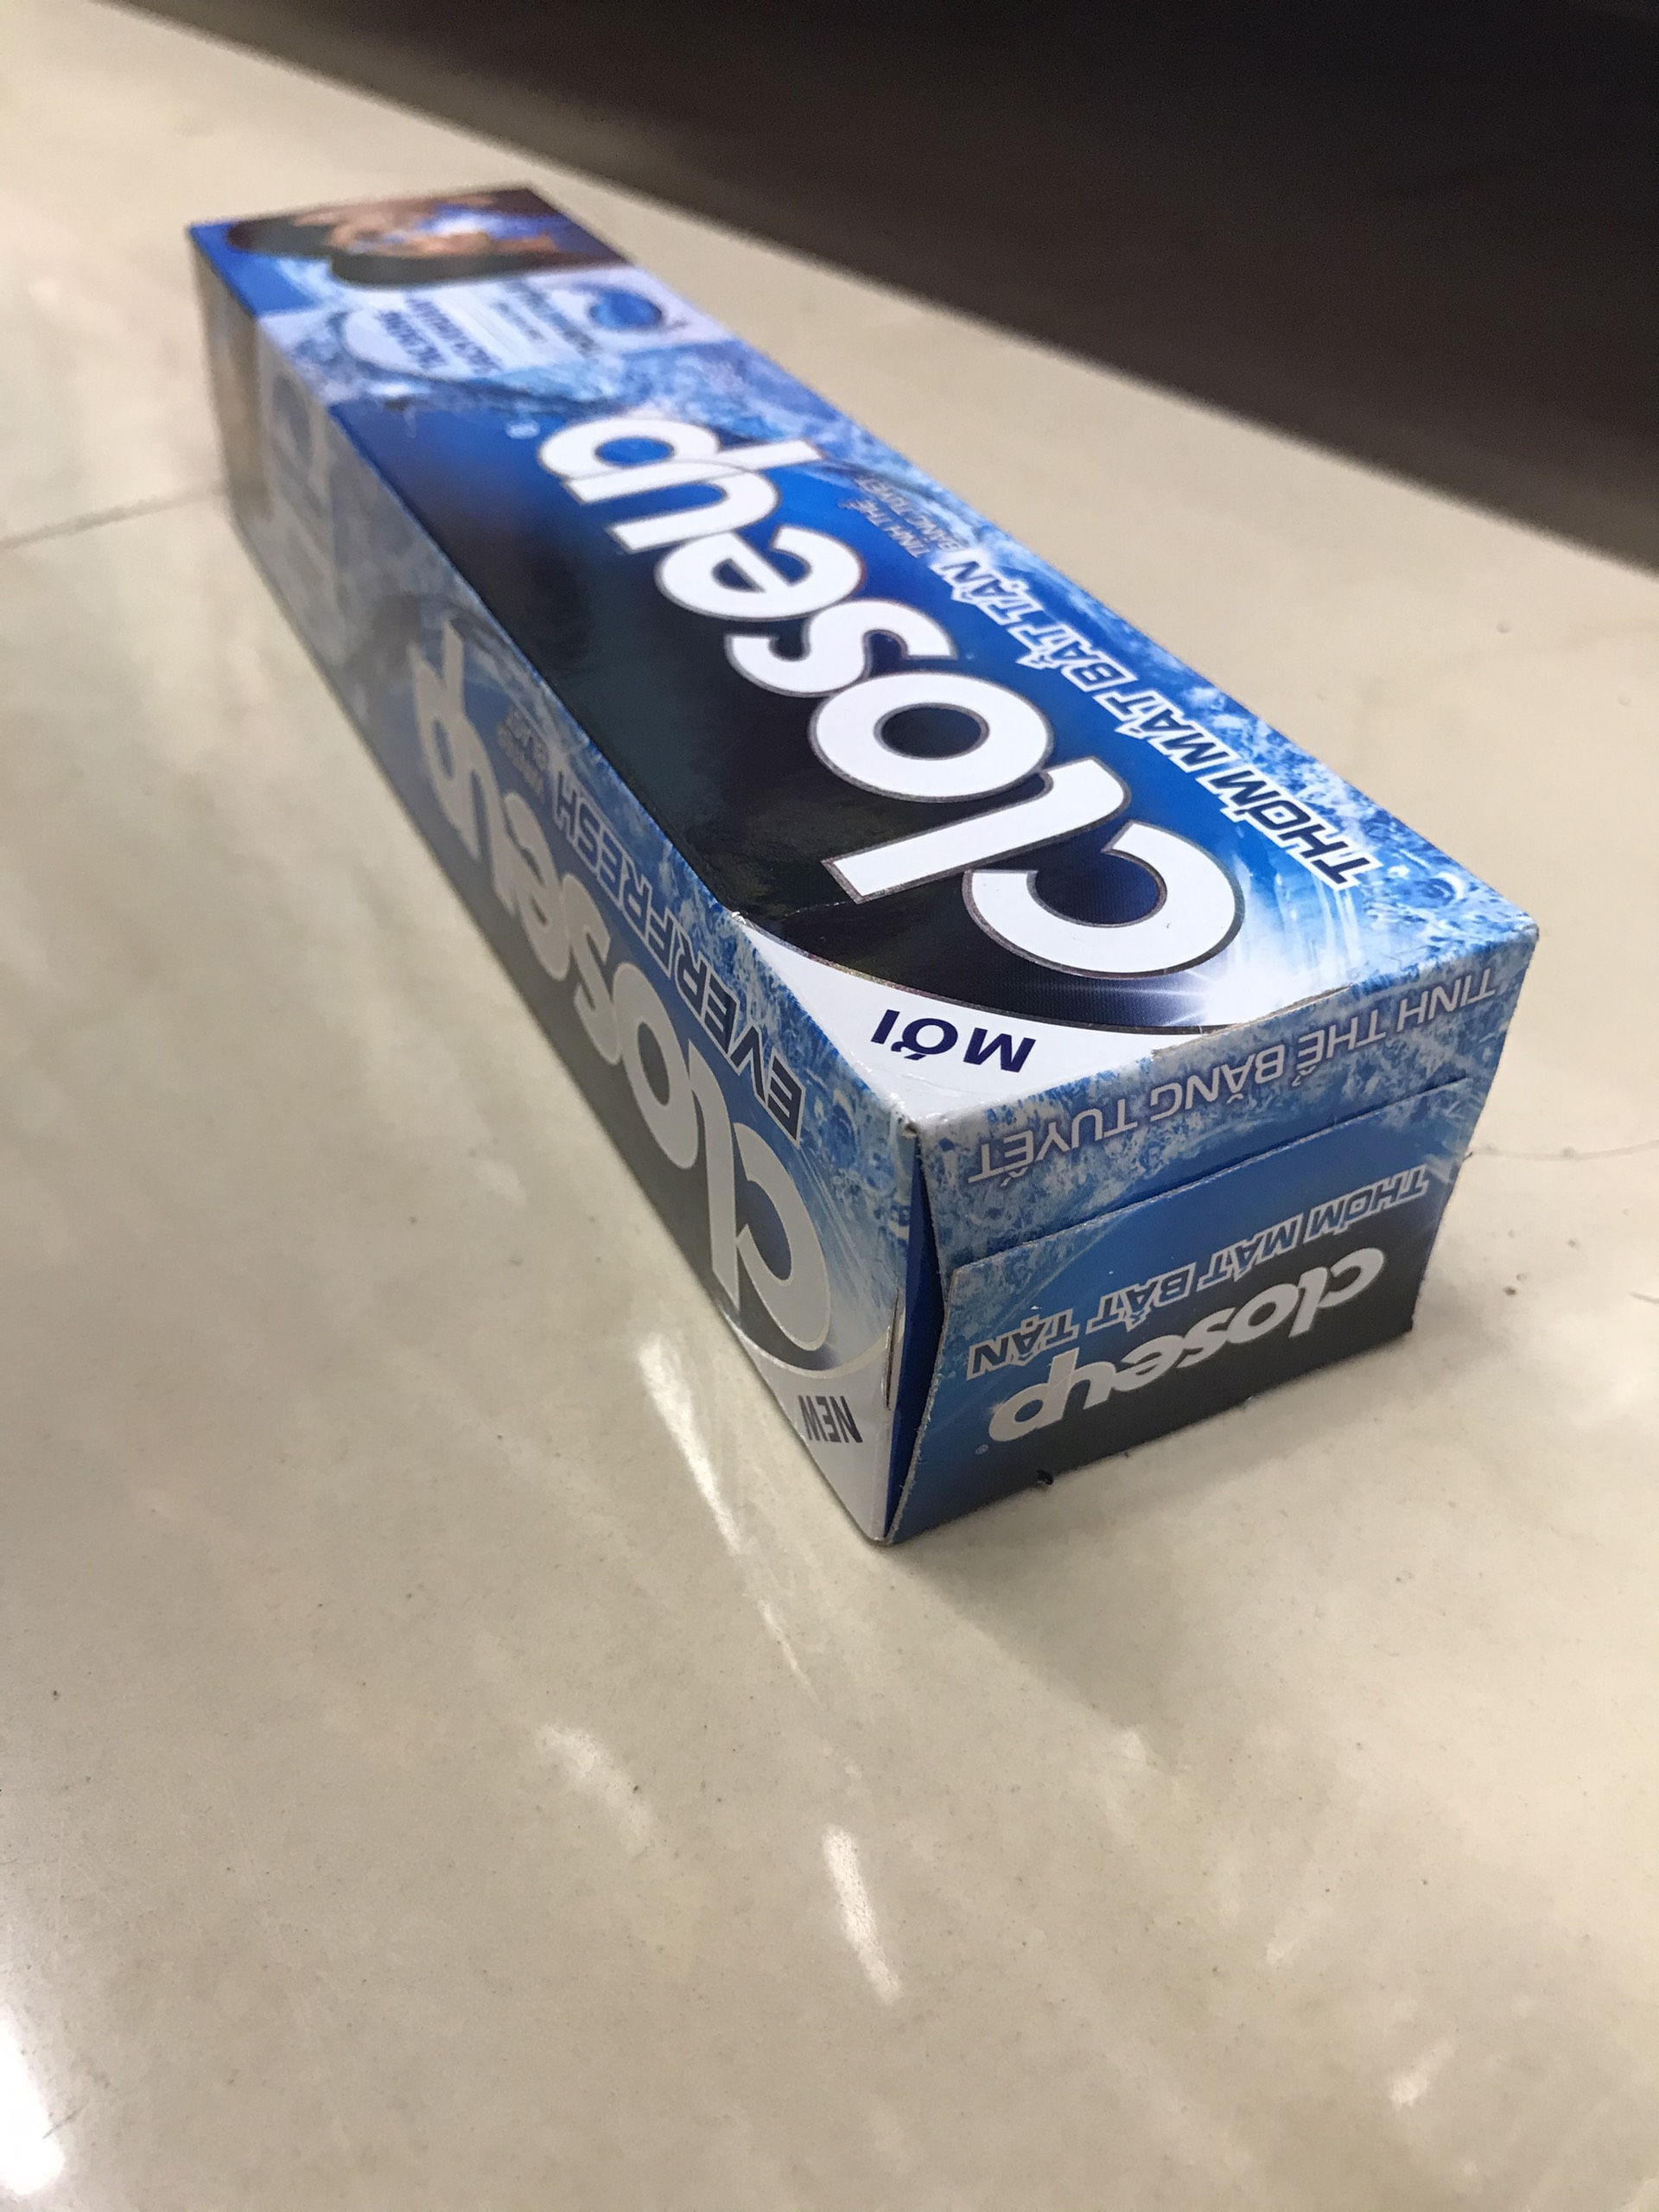 closeup
THƠM MÁT BẤT TẬN
TINH THỂ
BĂNG TUYẾT
MỚI
closeup
EVERFRESH
NEW
TINH THỂ BĂNG TUYẾT
THƠM MÁT BẤT TẬN
closeup